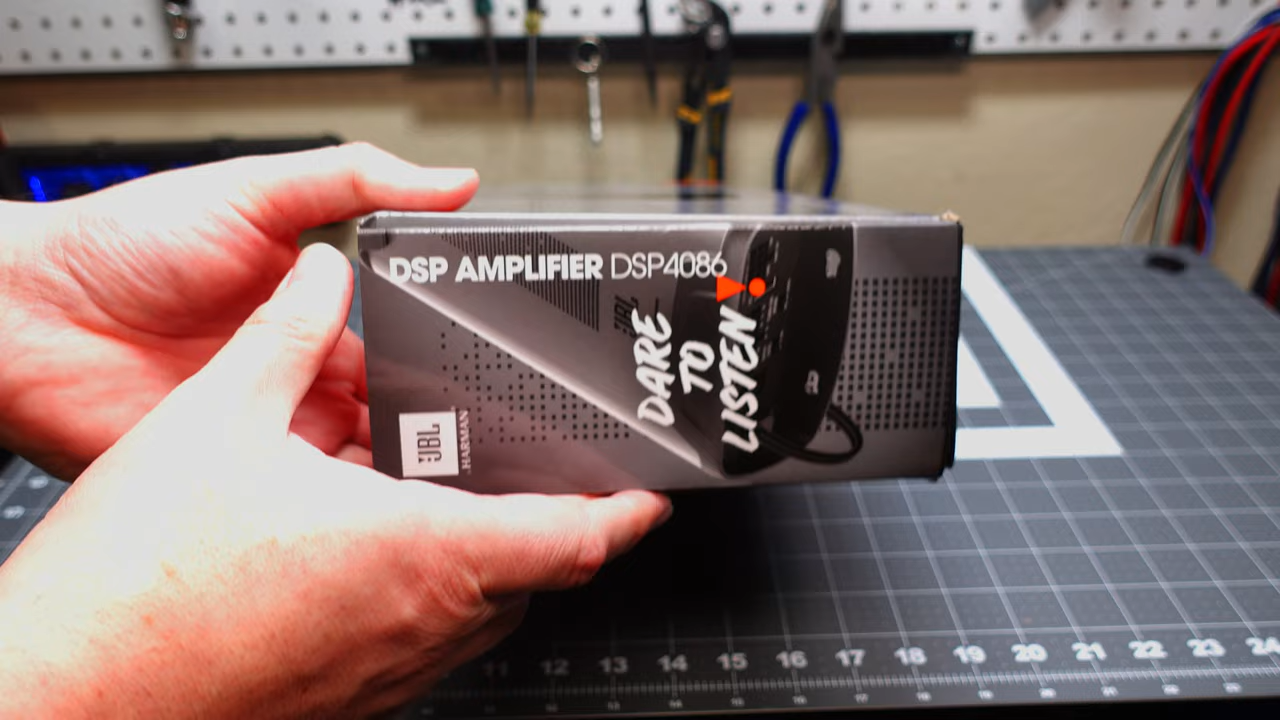 DSP AMPLIFIER DSP4086
JBL
DARE
TO
LISTEN
JBL
HARMAN
11 12 13 14 15 16 17 18 19 20 21 22 23 24